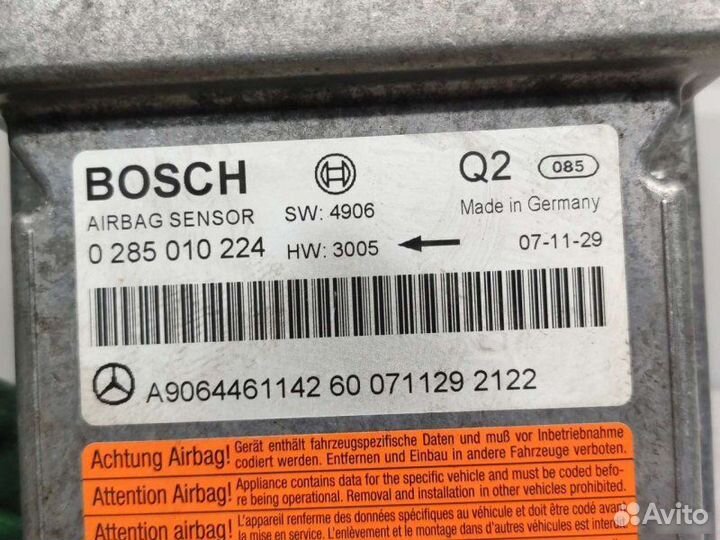 BOSCH Q2 085
AIRBAG SENSOR SW: 4906 Made in Germany
0 285 010 224 HW: 3005 07-11-29
A9064461142 60 071129 2122
Achtung Airbag! Gerät enthält fahrzeugspezifische Daten und muß vor Inbetriebnahme
codiert werden. Entfernen und Einbau in andere Fahrzeuge verboten.
Attention Airbag! Appliance contains data for the specific vehicle and must be coded befo-
re being operational. Removal and installation in other vehicles prohibited.
Attention airbag! L'appareil renferme des données spécifiques au véhicule et doit être codé avant
la mise en service. L'enlèvement et le montage dans d'autres véhicules est interdit
Avito